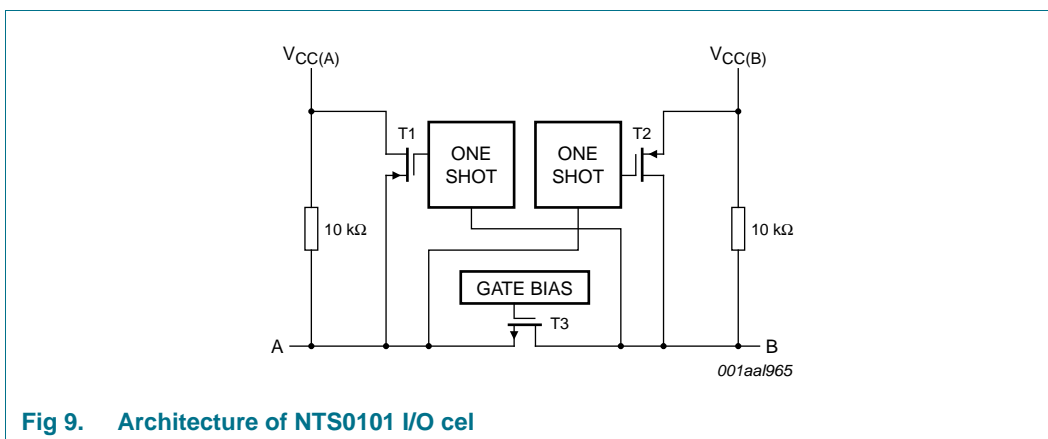 VCC(A)
VCC(B)
T1
ONE
SHOT
ONE
SHOT
T2
10 kΩ
10 kΩ
GATE BIAS
T3
A
B
001aal965
Fig 9. Architecture of NTS0101 I/O cel